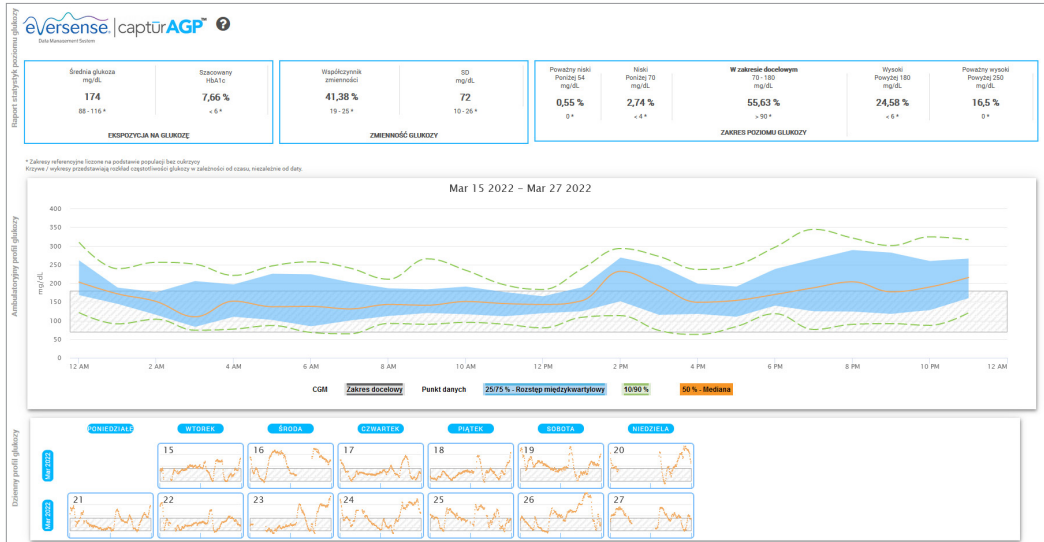 eversense. | captūrAGP™ ?
Data Management System
Raport statystyk poziomu glukozy
Średnia glukoza
mg/dL
174
88 - 116 *
Szacowany
HbA1c
7,66 %
< 6 *
EKSPOZYCJA NA GLUKOZĘ
Współczynnik
zmienności
41,38 %
19 - 25 *
SD
mg/dL
72
10 - 26 *
ZMIENNOŚĆ GLUKOZY
Poważny niski
Poniżej 54
mg/dL
0,55 %
0 *
Niski
Poniżej 70
mg/dL
2,74 %
< 4 *
W zakresie docelowym
70 - 180
mg/dL
55,63 %
> 90 *
Wysoki
Powyżej 180
mg/dL
24,58 %
< 6 *
Poważny wysoki
Powyżej 250
mg/dL
16,5 %
0 *
ZAKRES POZIOMU GLUKOZY
* Zakresy referencyjne liczone na podstawie populacji bez cukrzycy
Krzywe / wykresy przedstawiają rozkład częstotliwości glukozy w zależności od czasu, niezależnie od daty.
Ambulatoryjny profil glukozy
Mar 15 2022 – Mar 27 2022
mg/dL
400
350
300
250
200
150
100
50
0
12 AM 2 AM 4 AM 6 AM 8 AM 10 AM 12 PM 2 PM 4 PM 6 PM 8 PM 10 PM 12 AM
CGM Zakres docelowy Punkt danych 25/75 % - Rozstęp międzykwartylowy 10/90 % 50 % - Mediana
Dzienny profil glukozy
PONIEDZIAŁE WTOREK ŚRODA CZWARTEK PIĄTEK SOBOTA NIEDZIELA
Mar 2022
15 16 17 18 19 20
Mar 2022
21 22 23 24 25 26 27